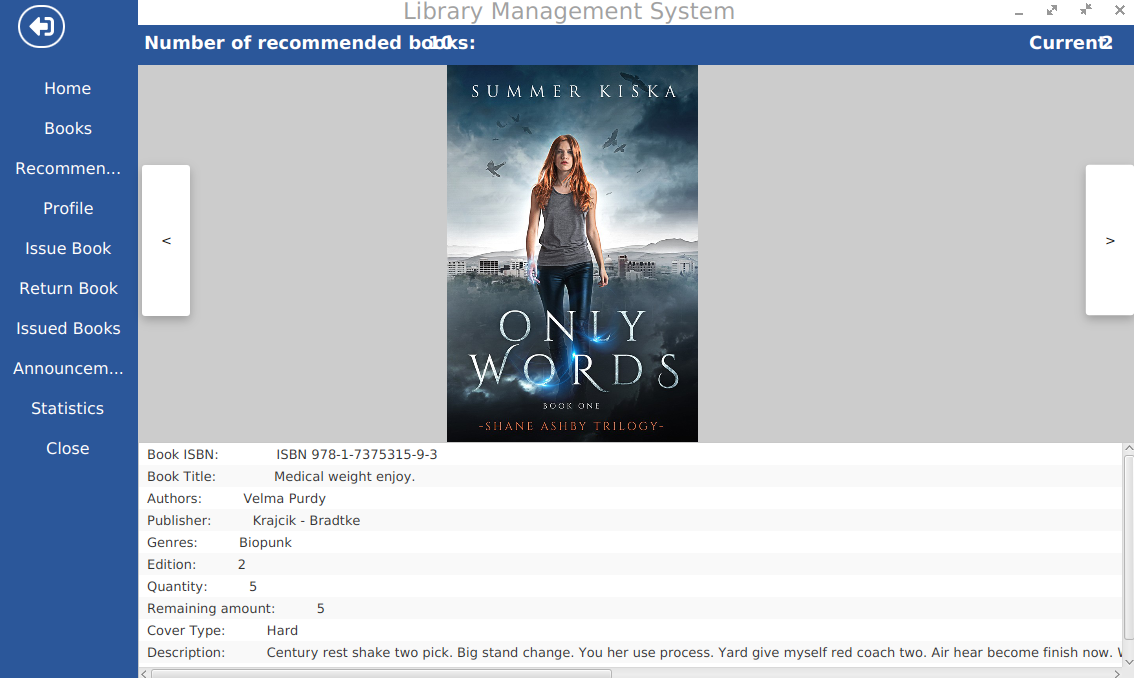 Library Management System
Number of recommended books: 10
Current 2
Home
Books
Recommen...
Profile
Issue Book
Return Book
Issued Books
Announcem...
Statistics
Close
<
>
SUMMER KISKA
ONLY
WORDS
BOOK ONE
-SHANE ASHBY TRILOGY-
Book ISBN: ISBN 978-1-7375315-9-3
Book Title: Medical weight enjoy.
Authors: Velma Purdy
Publisher: Krajcik - Bradtke
Genres: Biopunk
Edition: 2
Quantity: 5
Remaining amount: 5
Cover Type: Hard
Description: Century rest shake two pick. Big stand change. You her use process. Yard give myself red coach two. Air hear become finish now.